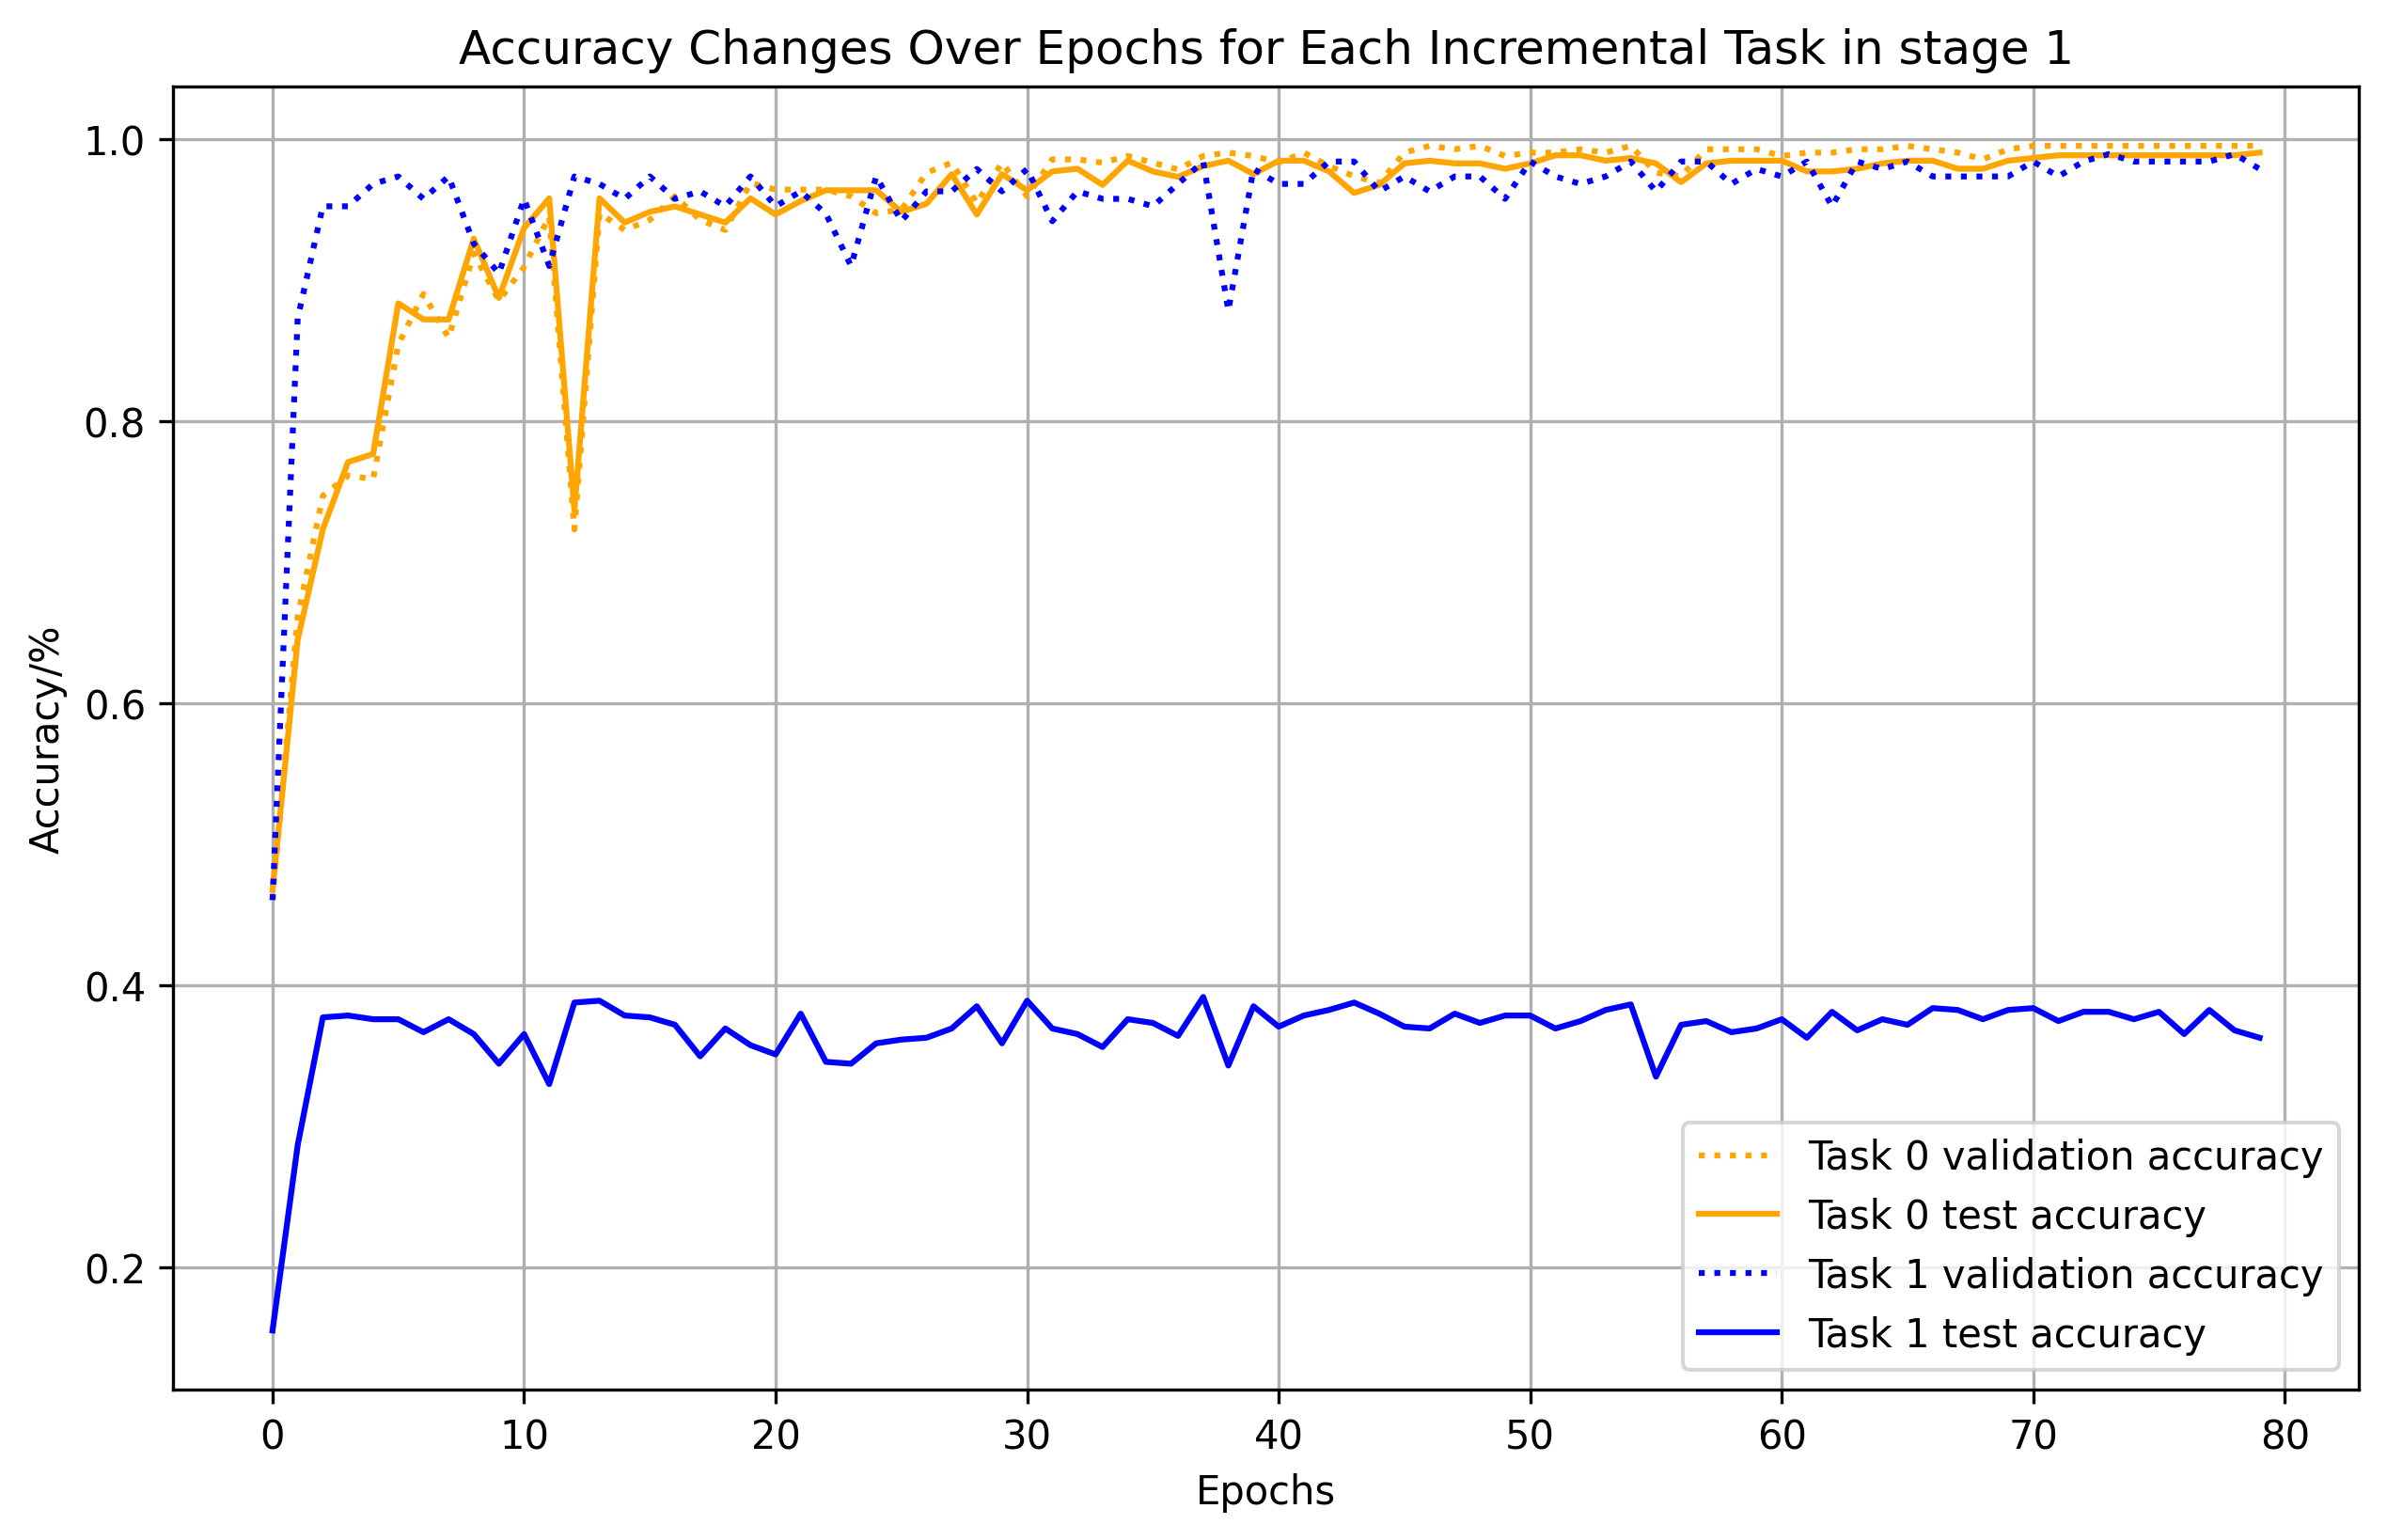 Accuracy Changes Over Epochs for Each Incremental Task in stage 1
1.0
0.8
0.6
0.4
0.2
Accuracy/%
0 10 20 30 40 50 60 70 80
Epochs
Task 0 validation accuracy
Task 0 test accuracy
Task 1 validation accuracy
Task 1 test accuracy